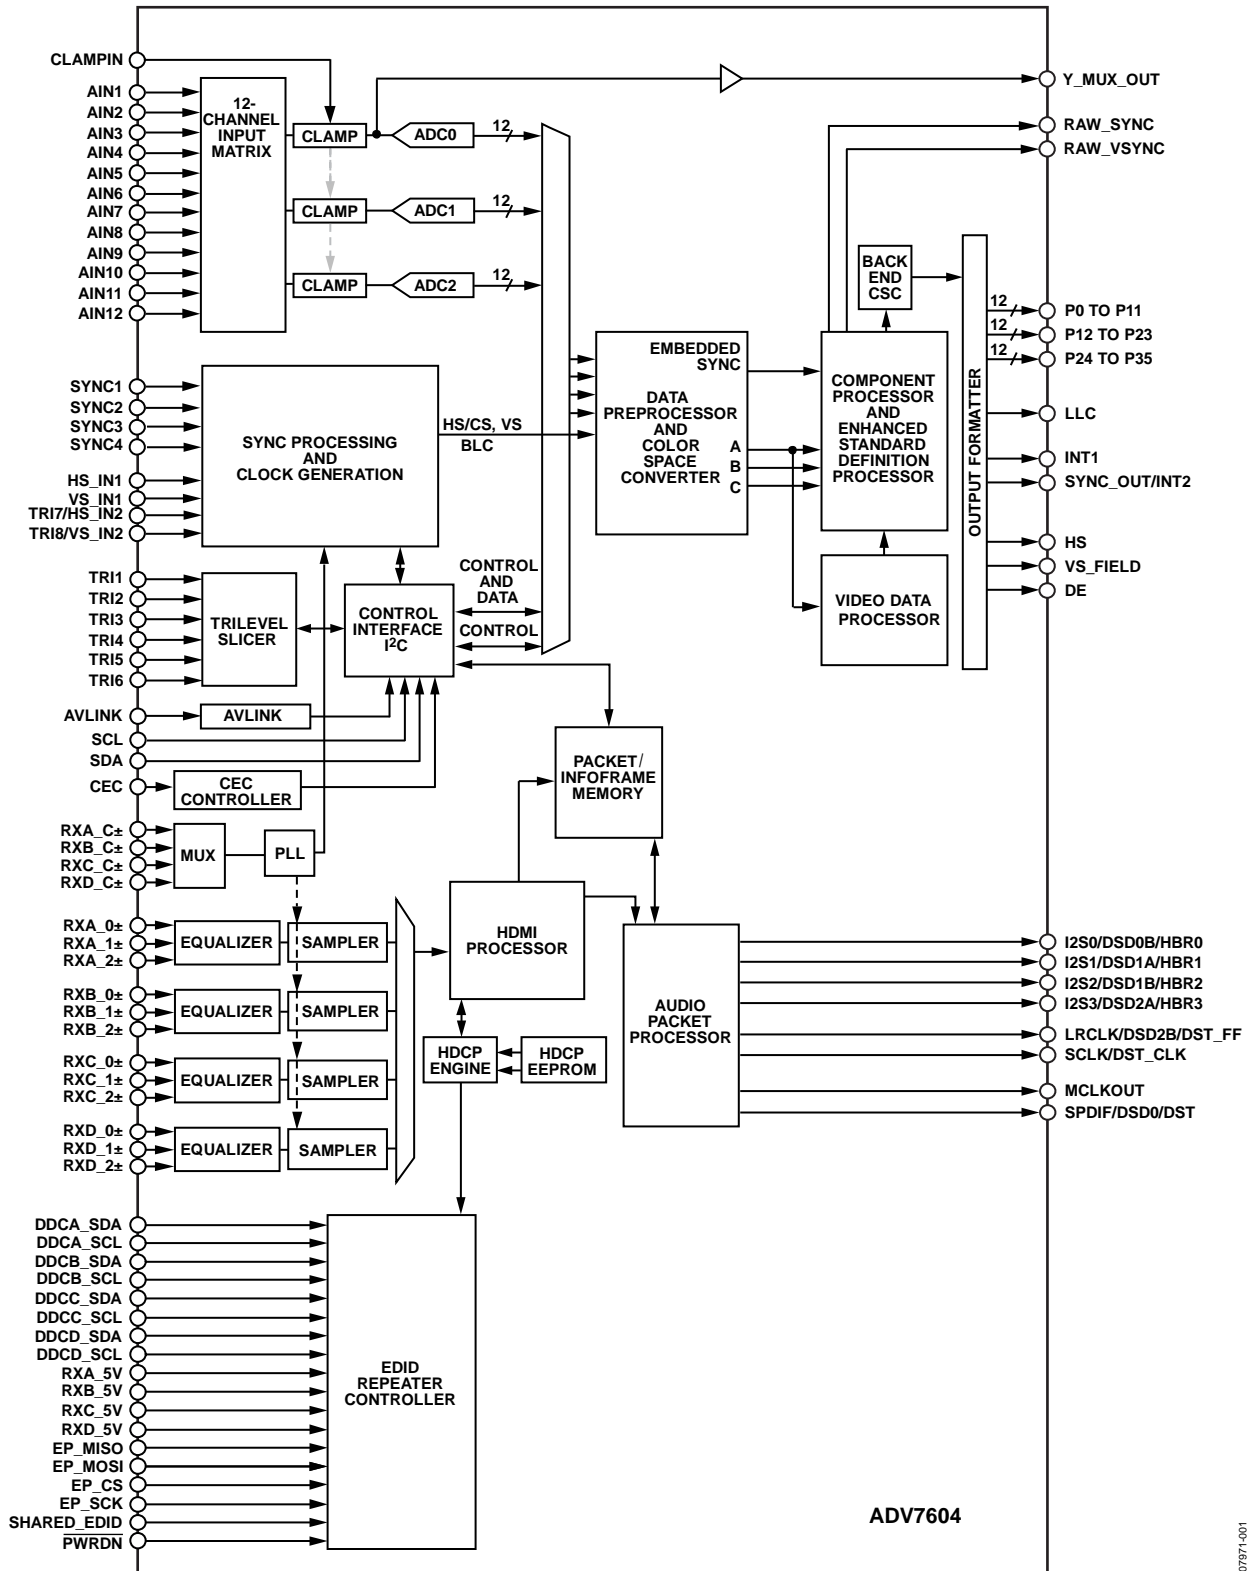 CLAMPIN
AIN1
AIN2
AIN3
AIN4
AIN5
AIN6
AIN7
AIN8
AIN9
AIN10
AIN11
AIN12
12-
CHANNEL
INPUT
MATRIX
CLAMP
ADC0
12
CLAMP
ADC1
12
CLAMP
ADC2
12
Y_MUX_OUT
RAW_SYNC
RAW_VSYNC
SYNC1
SYNC2
SYNC3
SYNC4
HS_IN1
VS_IN1
TRI7/HS_IN2
TRI8/VS_IN2
SYNC PROCESSING
AND
CLOCK GENERATION
HS/CS, VS
BLC
EMBEDDED
SYNC
DATA
PREPROCESSOR
AND
COLOR
SPACE
CONVERTER
A
B
C
BACK
END
CSC
COMPONENT
PROCESSOR
AND
ENHANCED
STANDARD
DEFINITION
PROCESSOR
VIDEO DATA
PROCESSOR
OUTPUT FORMATTER
12
P0 TO P11
12
P12 TO P23
12
P24 TO P35
LLC
INT1
SYNC_OUT/INT2
HS
VS_FIELD
DE
TRI1
TRI2
TRI3
TRI4
TRI5
TRI6
TRILEVEL
SLICER
CONTROL
INTERFACE
I2C
CONTROL
AND
DATA
CONTROL
AVLINK
AVLINK
SCL
SDA
CEC
CEC
CONTROLLER
PACKET/
INFOFRAME
MEMORY
RXA_C±
RXB_C±
RXC_C±
RXD_C±
MUX
PLL
RXA_0±
RXA_1±
RXA_2±
EQUALIZER
SAMPLER
RXB_0±
RXB_1±
RXB_2±
EQUALIZER
SAMPLER
RXC_0±
RXC_1±
RXC_2±
EQUALIZER
SAMPLER
RXD_0±
RXD_1±
RXD_2±
EQUALIZER
SAMPLER
HDMI
PROCESSOR
HDCP
ENGINE
HDCP
EEPROM
AUDIO
PACKET
PROCESSOR
I2S0/DSD0B/HBR0
I2S1/DSD1A/HBR1
I2S2/DSD1B/HBR2
I2S3/DSD2A/HBR3
LRCLK/DSD2B/DST_FF
SCLK/DST_CLK
MCLKOUT
SPDIF/DSD0/DST
DDCA_SDA
DDCA_SCL
DDCB_SDA
DDCB_SCL
DDCC_SDA
DDCC_SCL
DDCD_SDA
DDCD_SCL
RXA_5V
RXB_5V
RXC_5V
RXD_5V
EP_MISO
EP_MOSI
EP_CS
EP_SCK
SHARED_EDID
PWRDN
EDID
REPEATER
CONTROLLER
ADV7604
07971-001